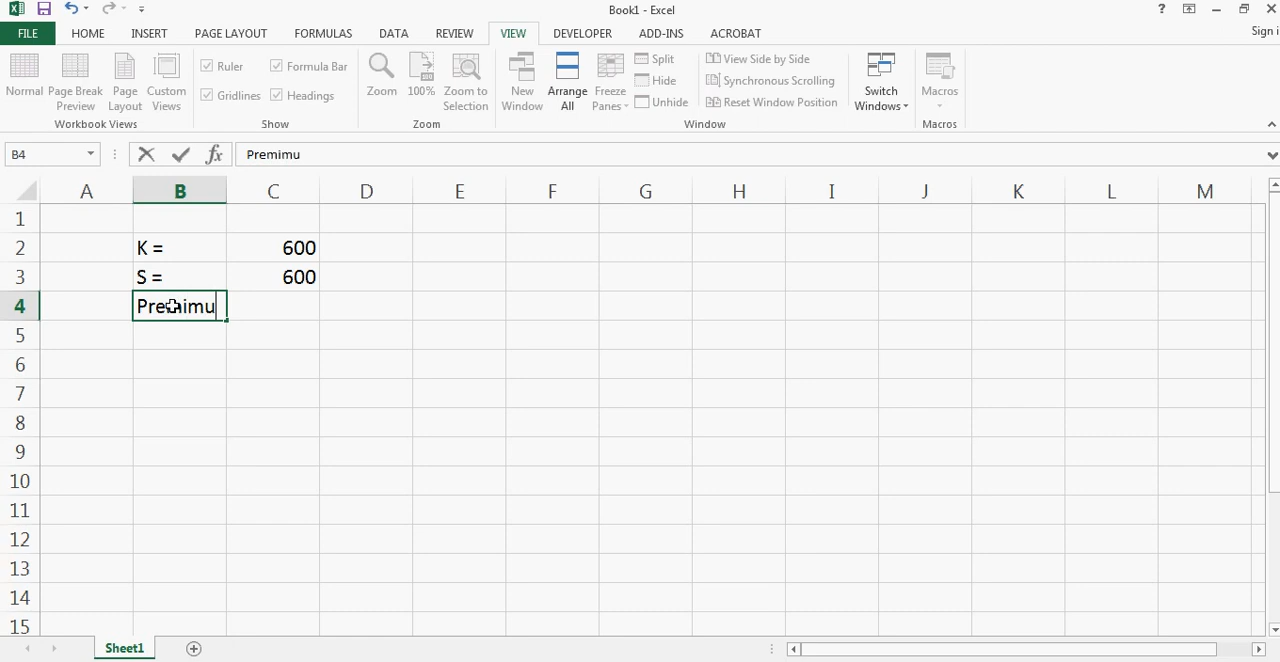 Book1 - Excel
?
FILE HOME INSERT PAGE LAYOUT FORMULAS DATA REVIEW VIEW DEVELOPER ADD-INS ACROBAT Sign i
Normal Page Break Preview Page Layout Custom Views
Workbook Views
Ruler Formula Bar
Gridlines Headings
Show
Zoom 100% Zoom to Selection
Zoom
New Window Arrange All Freeze Panes
Split
Hide
Unhide
View Side by Side
Synchronous Scrolling
Reset Window Position
Switch Windows
Window
Macros
Macros
B4 fx Premimu
A B C D E F G H I J K L M
1
2 K = 600
3 S = 600
4 Premimu
5
6
7
8
9
10
11
12
13
14
15
Sheet1